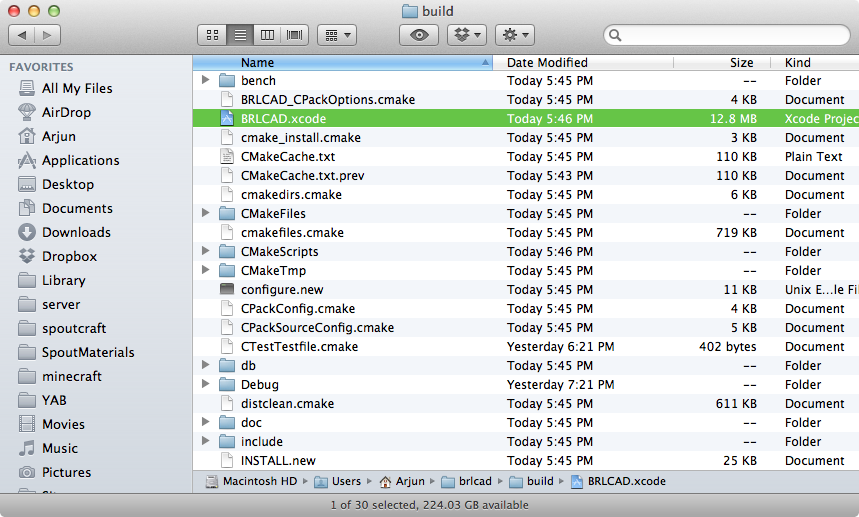 build
Name Date Modified Size Kind
FAVORITES
All My Files
AirDrop
Arjun
Applications
Desktop
Documents
Downloads
Dropbox
Library
server
spoutcraft
SpoutMaterials
minecraft
YAB
Movies
Music
Pictures
bench Today 5:45 PM -- Folder
BRLCAD_CPackOptions.cmake Today 5:45 PM 4 KB Document
BRLCAD.xcode Today 5:46 PM 12.8 MB Xcode Projec
cmake_install.cmake Today 5:45 PM 3 KB Document
CMakeCache.txt Today 5:45 PM 110 KB Plain Text
CMakeCache.txt.prev Today 5:43 PM 110 KB Document
cmakedirs.cmake Today 5:45 PM 6 KB Document
CMakeFiles Today 5:45 PM -- Folder
cmakefiles.cmake Today 5:45 PM 719 KB Document
CMakeScripts Today 5:46 PM -- Folder
CMakeTmp Today 5:45 PM -- Folder
configure.new Today 5:45 PM 11 KB Unix E...le Fi
CPackConfig.cmake Today 5:45 PM 4 KB Document
CPackSourceConfig.cmake Today 5:45 PM 5 KB Document
CTestTestfile.cmake Yesterday 6:21 PM 402 bytes Document
db Today 5:45 PM -- Folder
Debug Yesterday 7:21 PM -- Folder
distclean.cmake Today 5:45 PM 611 KB Document
doc Today 5:45 PM -- Folder
include Today 5:45 PM -- Folder
INSTALL.new Today 5:45 PM 25 KB Document
Macintosh HD Users Arjun brlcad build BRLCAD.xcode
1 of 30 selected, 224.03 GB available